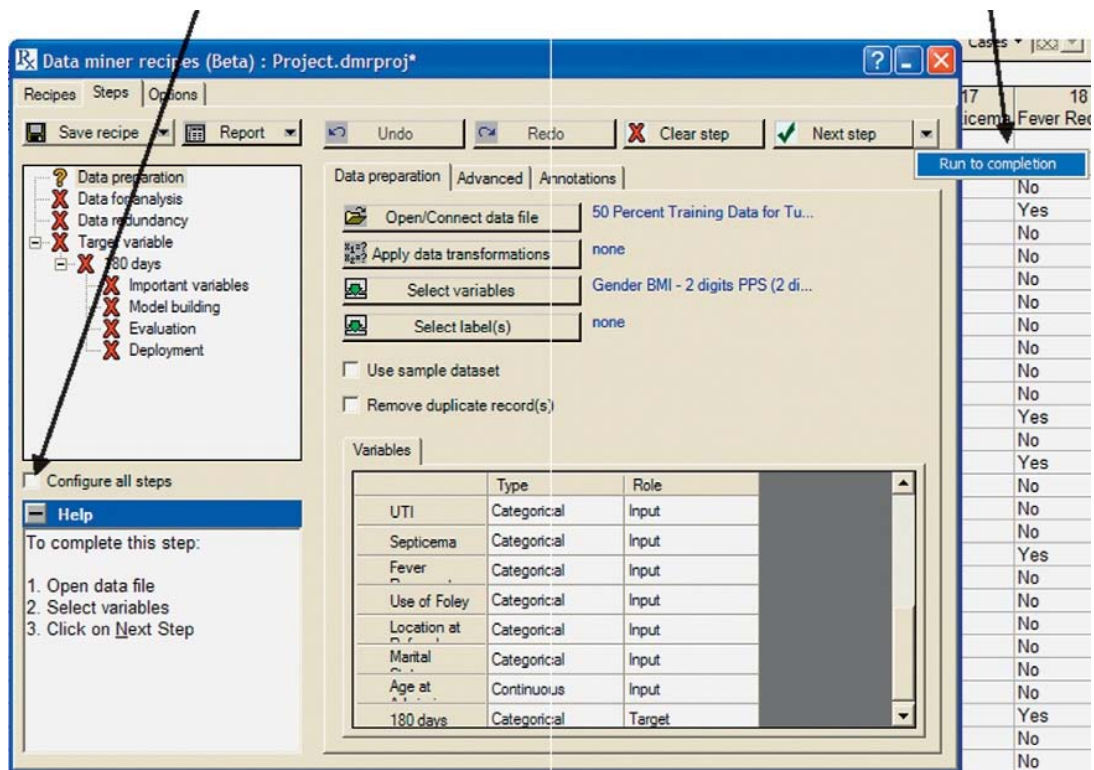 Data miner recipes (Beta) : Project.dmrproj*
Cases
Recipes Steps Options
17 18
icema Fever Rec
Save recipe Report Undo Redo Clear step Next step
Run to completion
Data preparation
Data for analysis
Data redundancy
Target variable
180 days
Important variables
Model building
Evaluation
Deployment
Configure all steps
Help
To complete this step:
1. Open data file
2. Select variables
3. Click on Next Step
Data preparation Advanced Annotations
Open/Connect data file 50 Percent Training Data for Tu...
Apply data transformations none
Select variables Gender BMI - 2 digits PPS (2 di...
Select label(s) none
Use sample dataset
Remove duplicate record(s)
Variables
Type Role
UTI Categorical Input
Septicema Categorical Input
Fever Categorical Input
Use of Foley Categorical Input
Location at Categorical Input
Marital Categorical Input
Age at Continuous Input
180 days Categorical Target
No
Yes
No
No
No
No
No
No
No
No
Yes
No
Yes
No
No
No
Yes
No
No
No
No
No
No
Yes
No
No